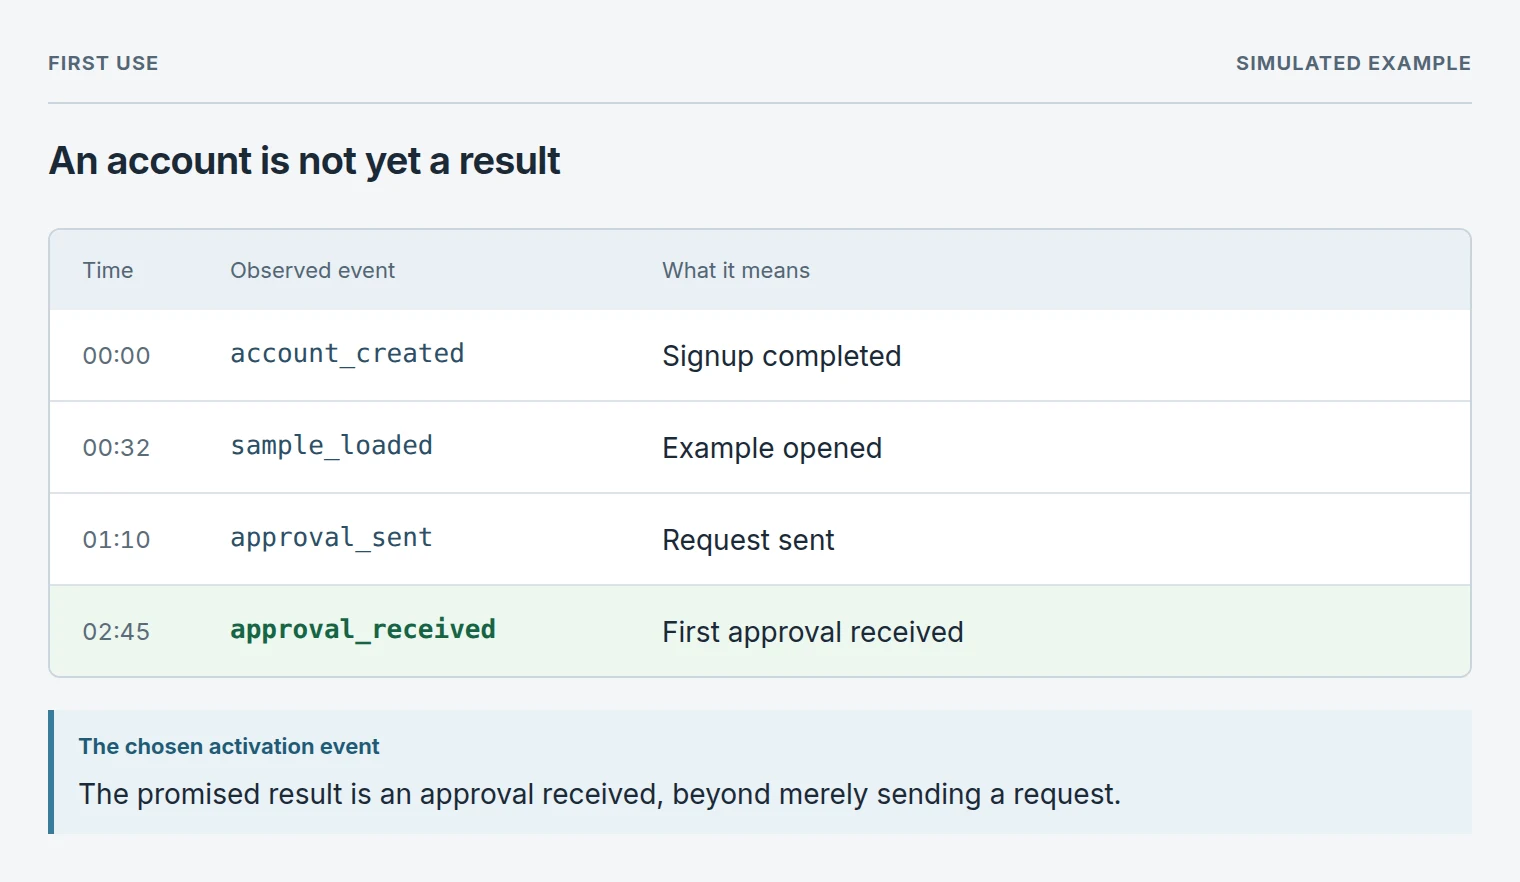 FIRST USE
SIMULATED EXAMPLE
An account is not yet a result
Time Observed event What it means
00:00 account_created Signup completed
00:32 sample_loaded Example opened
01:10 approval_sent Request sent
02:45 approval_received First approval received
The chosen activation event
The promised result is an approval received, beyond merely sending a request.